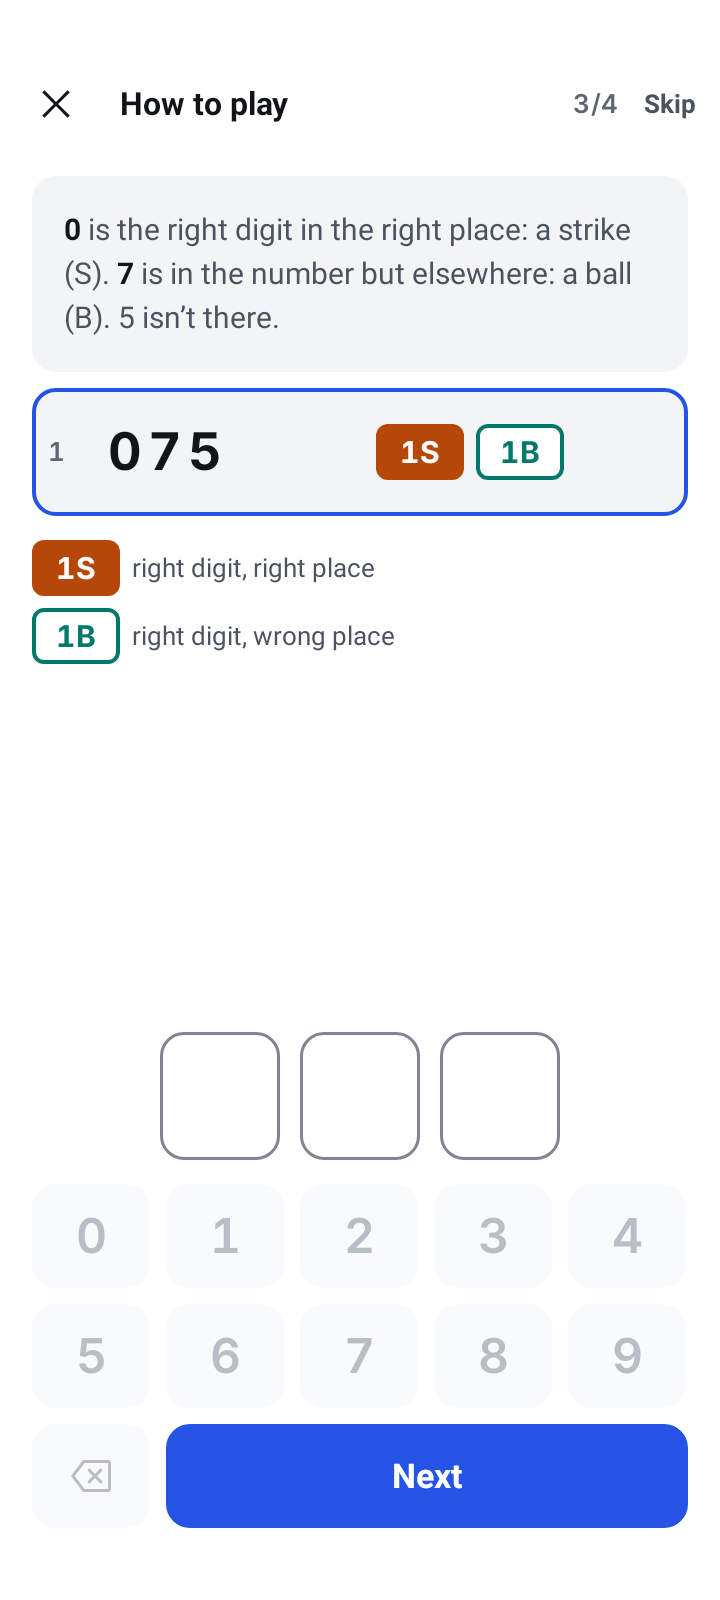 How to play
3/4 Skip
0 is the right digit in the right place: a strike
(S). 7 is in the number but elsewhere: a ball
(B). 5 isn’t there.
1 075 1S 1B
1S right digit, right place
1B right digit, wrong place
0 1 2 3 4
5 6 7 8 9
Next